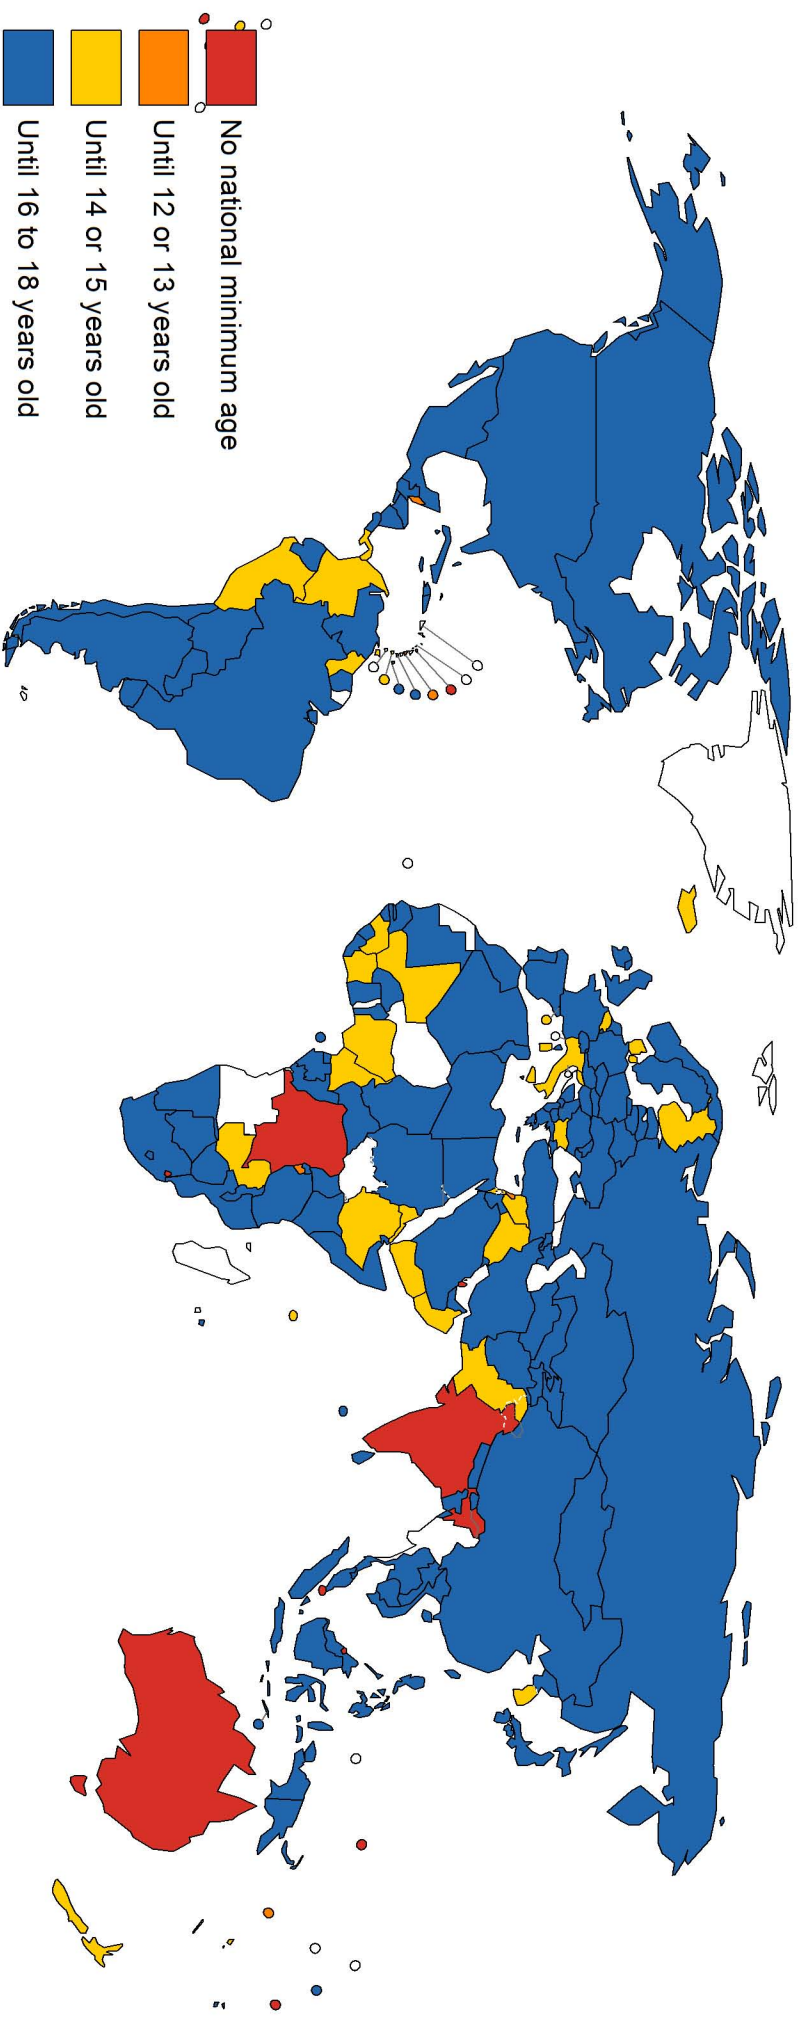 No national minimum age
Until 12 or 13 years old
Until 14 or 15 years old
Until 16 to 18 years old